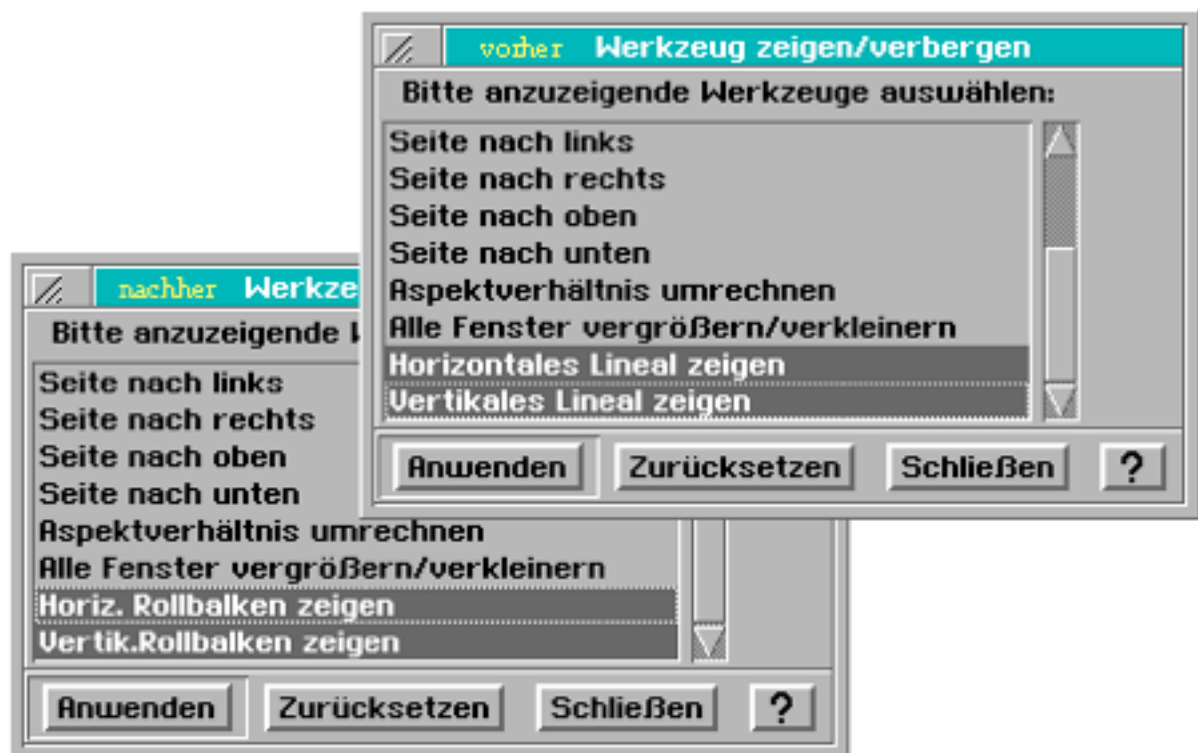 vorher Werkzeug zeigen/verbergen
Bitte anzuzeigende Werkzeuge auswählen:
Seite nach links
Seite nach rechts
Seite nach oben
Seite nach unten
Aspektverhältnis umrechnen
Alle Fenster vergrößern/verkleinern
Horizontales Lineal zeigen
Vertikales Lineal zeigen
Anwenden Zurücksetzen Schließen ?
nachher Werkze
Bitte anzuzeigende
Seite nach links
Seite nach rechts
Seite nach oben
Seite nach unten
Aspektverhältnis umrechnen
Alle Fenster vergrößern/verkleinern
Horiz. Rollbalken zeigen
Vertik.Rollbalken zeigen
Anwenden Zurücksetzen Schließen ?